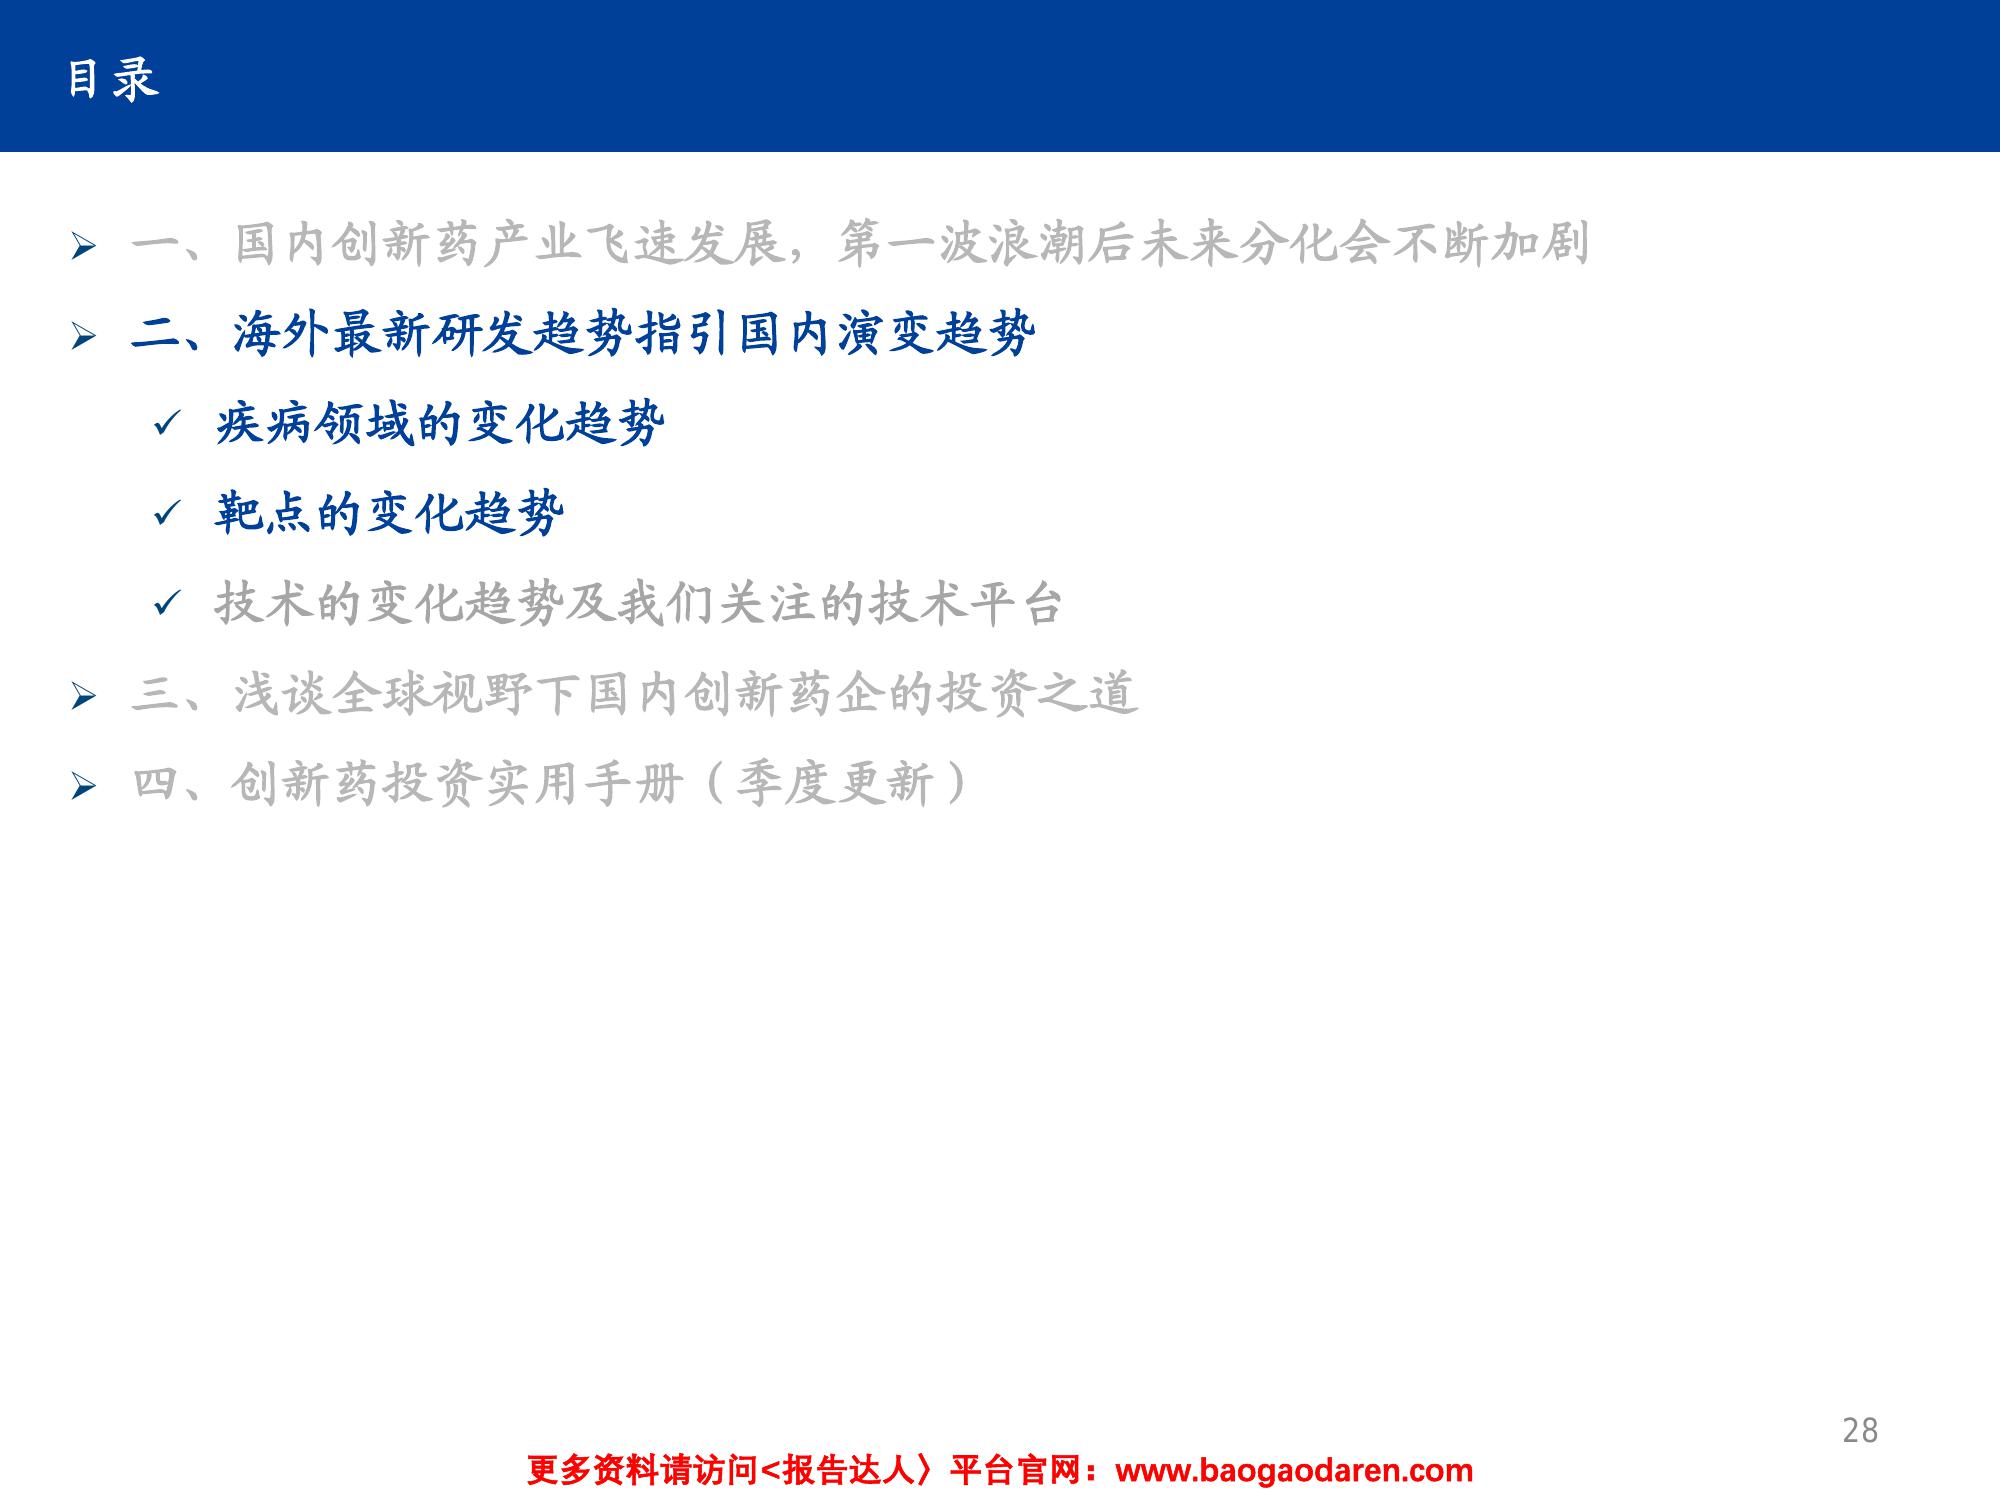 目录
一、国内创新药产业飞速发展，第一波浪潮后未来分化会不断加剧
二、海外最新研发趋势指引国内演变趋势
疾病领域的变化趋势
靶点的变化趋势
技术的变化趋势及我们关注的技术平台
三、浅谈全球视野下国内创新药企的投资之道
四、创新药投资实用手册（季度更新）
28
更多资料请访问<报告达人〉平台官网：www.baogaodaren.com